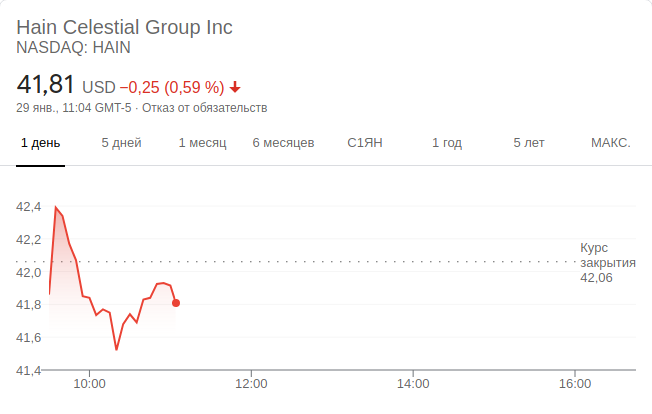 Hain Celestial Group Inc
NASDAQ: HAIN
41,81 USD −0,25 (0,59 %)
29 янв., 11:04 GMT-5 · Отказ от обязательств
1 день 5 дней 1 месяц 6 месяцев С1ЯН 1 год 5 лет МАКС.
42,4
42,2
Курс
закрытия
42,06
42,0
41,8
41,6
41,4
10:00 12:00 14:00 16:00